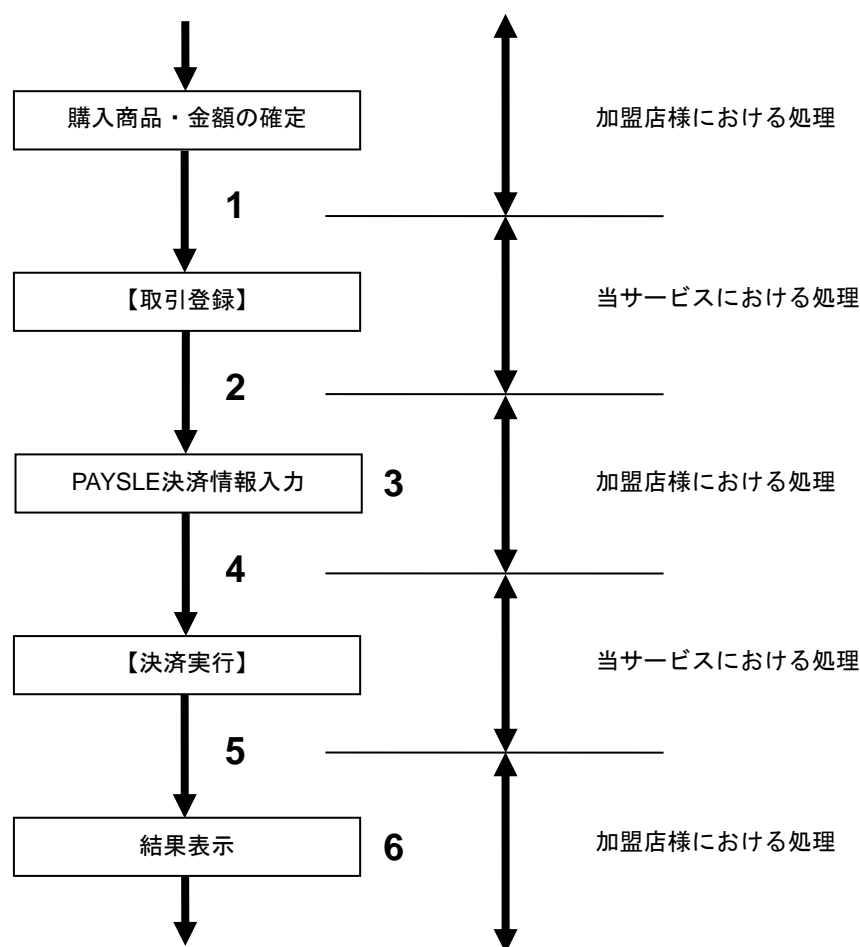 購入商品・金額の確定
加盟店様における処理
1
【取引登録】
当サービスにおける処理
2
PAYSLE決済情報入力
3
加盟店様における処理
4
【決済実行】
当サービスにおける処理
5
結果表示
6
加盟店様における処理